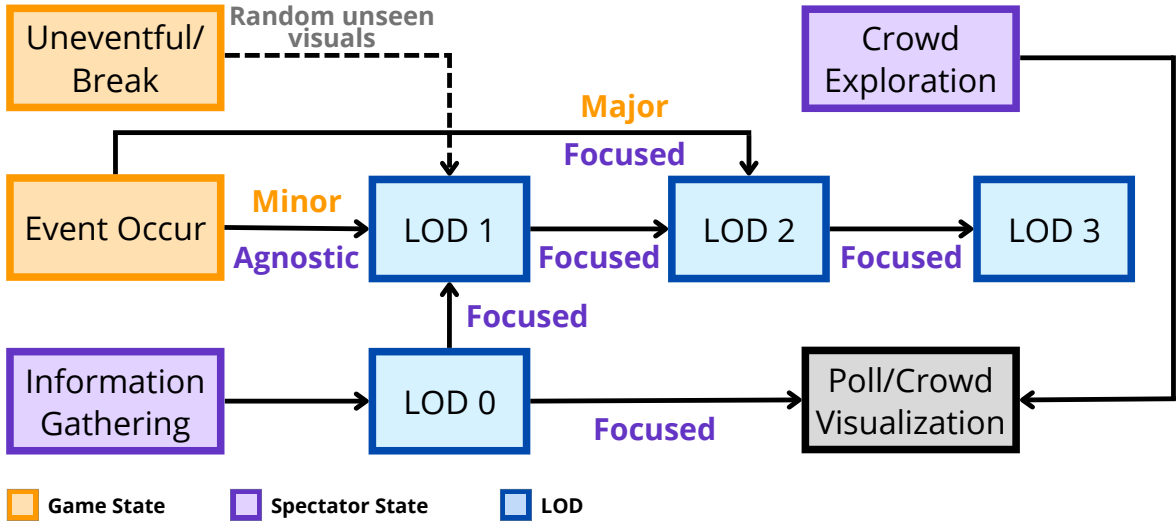 Random unseen
visuals
Uneventful/
Break
Crowd
Exploration
Major
Focused
Event Occur
Minor
Agnostic
LOD 1
Focused
LOD 2
Focused
LOD 3
Focused
Information
Gathering
LOD 0
Focused
Poll/Crowd
Visualization
Game State
Spectator State
LOD